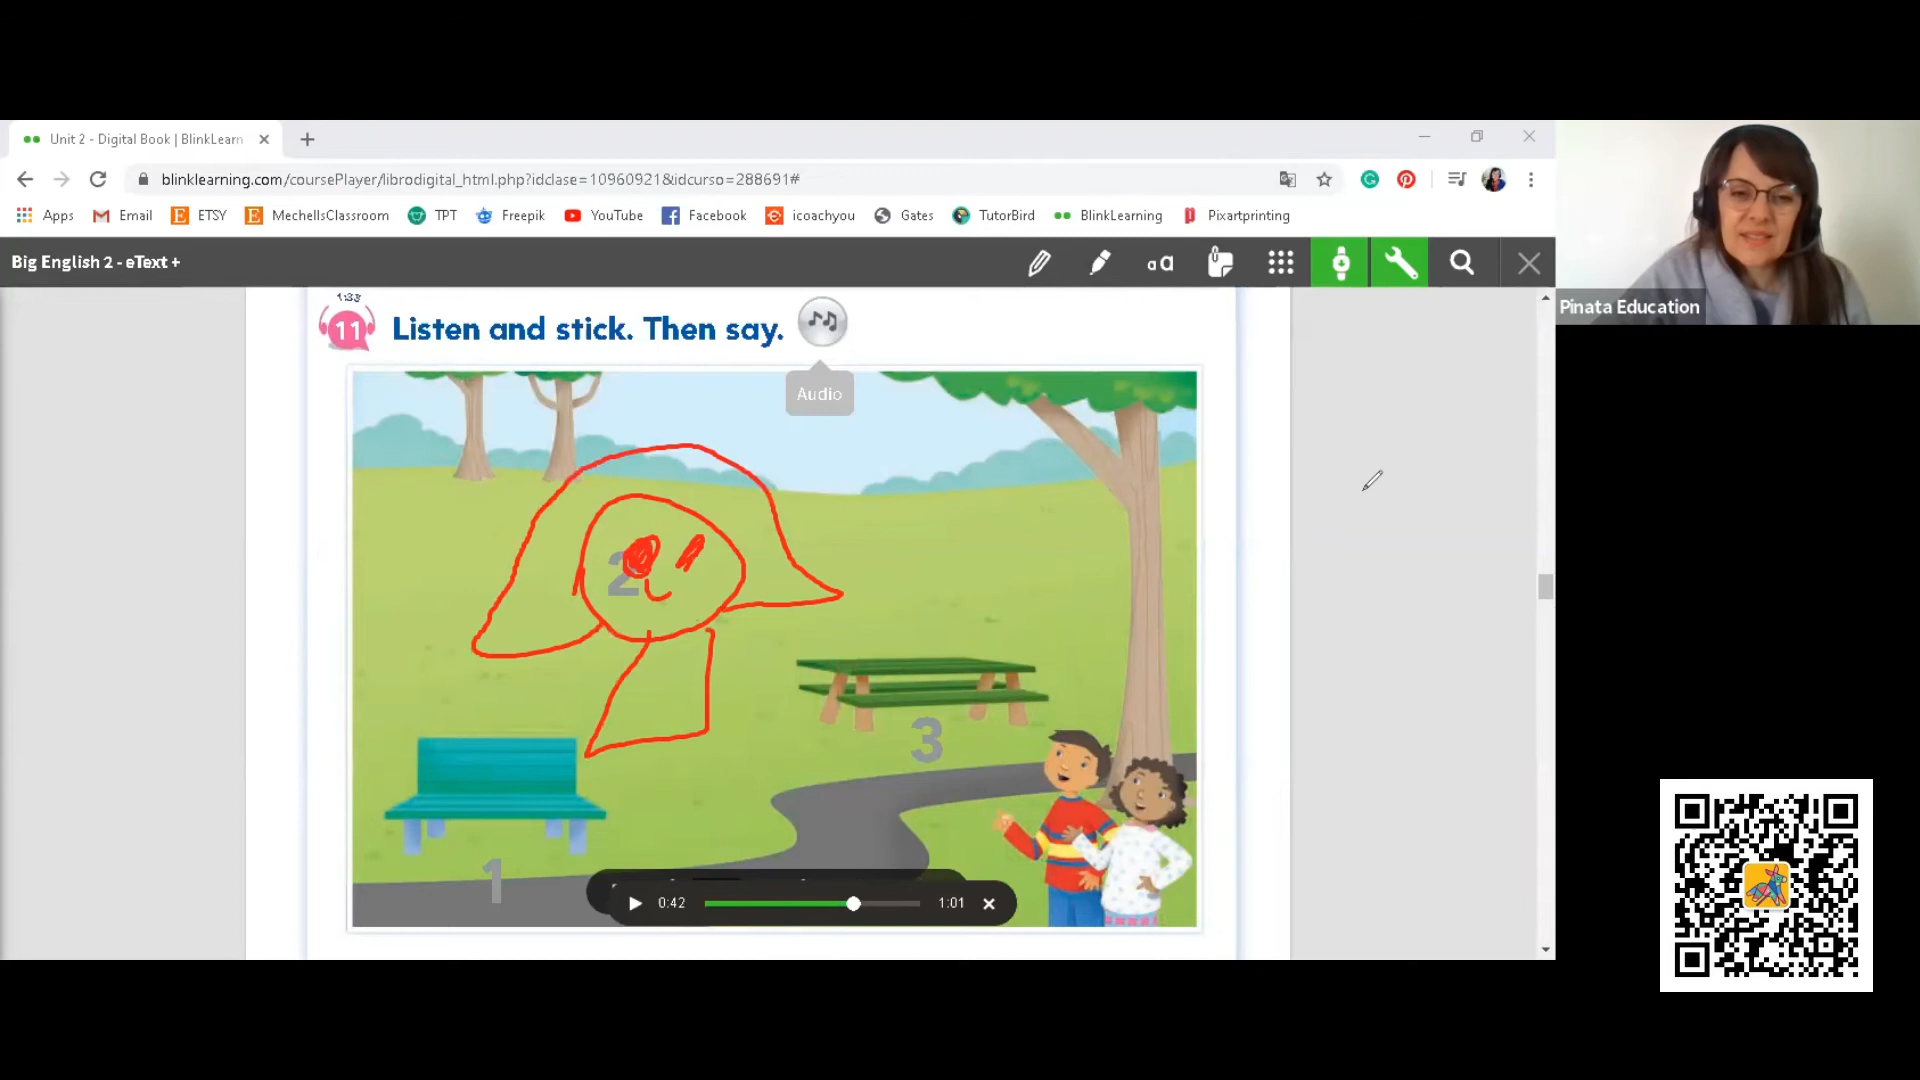 Unit 2 - Digital Book | BlinkLearn
blinklearning.com/coursePlayer/librodigital_html.php?idclase=10960921&idcurso=288691#
Apps Email ETSY MechellsClassroom TPT Freepik YouTube Facebook icoachyou Gates TutorBird BlinkLearning Pixartprinting
Big English 2 - eText +
aa
Pinata Education
1:33
11 Listen and stick. Then say.
Audio
2
3
1
0:42 1:01